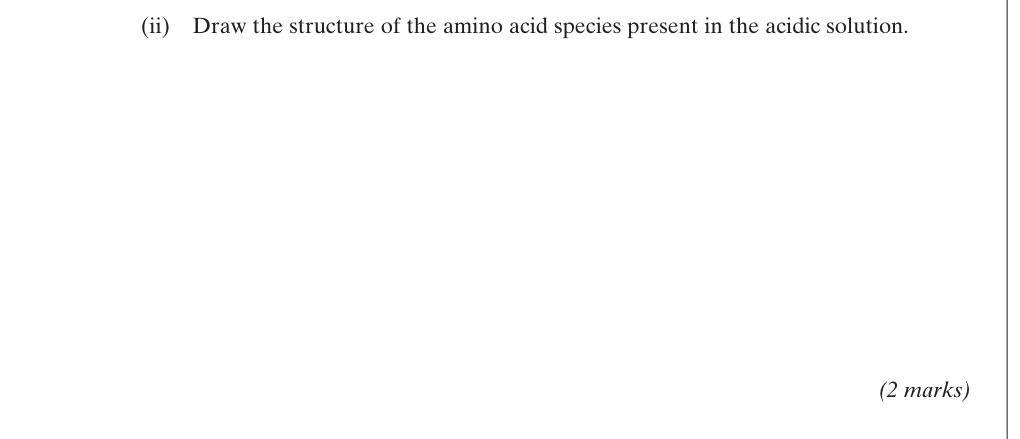 (ii) Draw the structure of the amino acid species present in the acidic solution.
(2 marks)